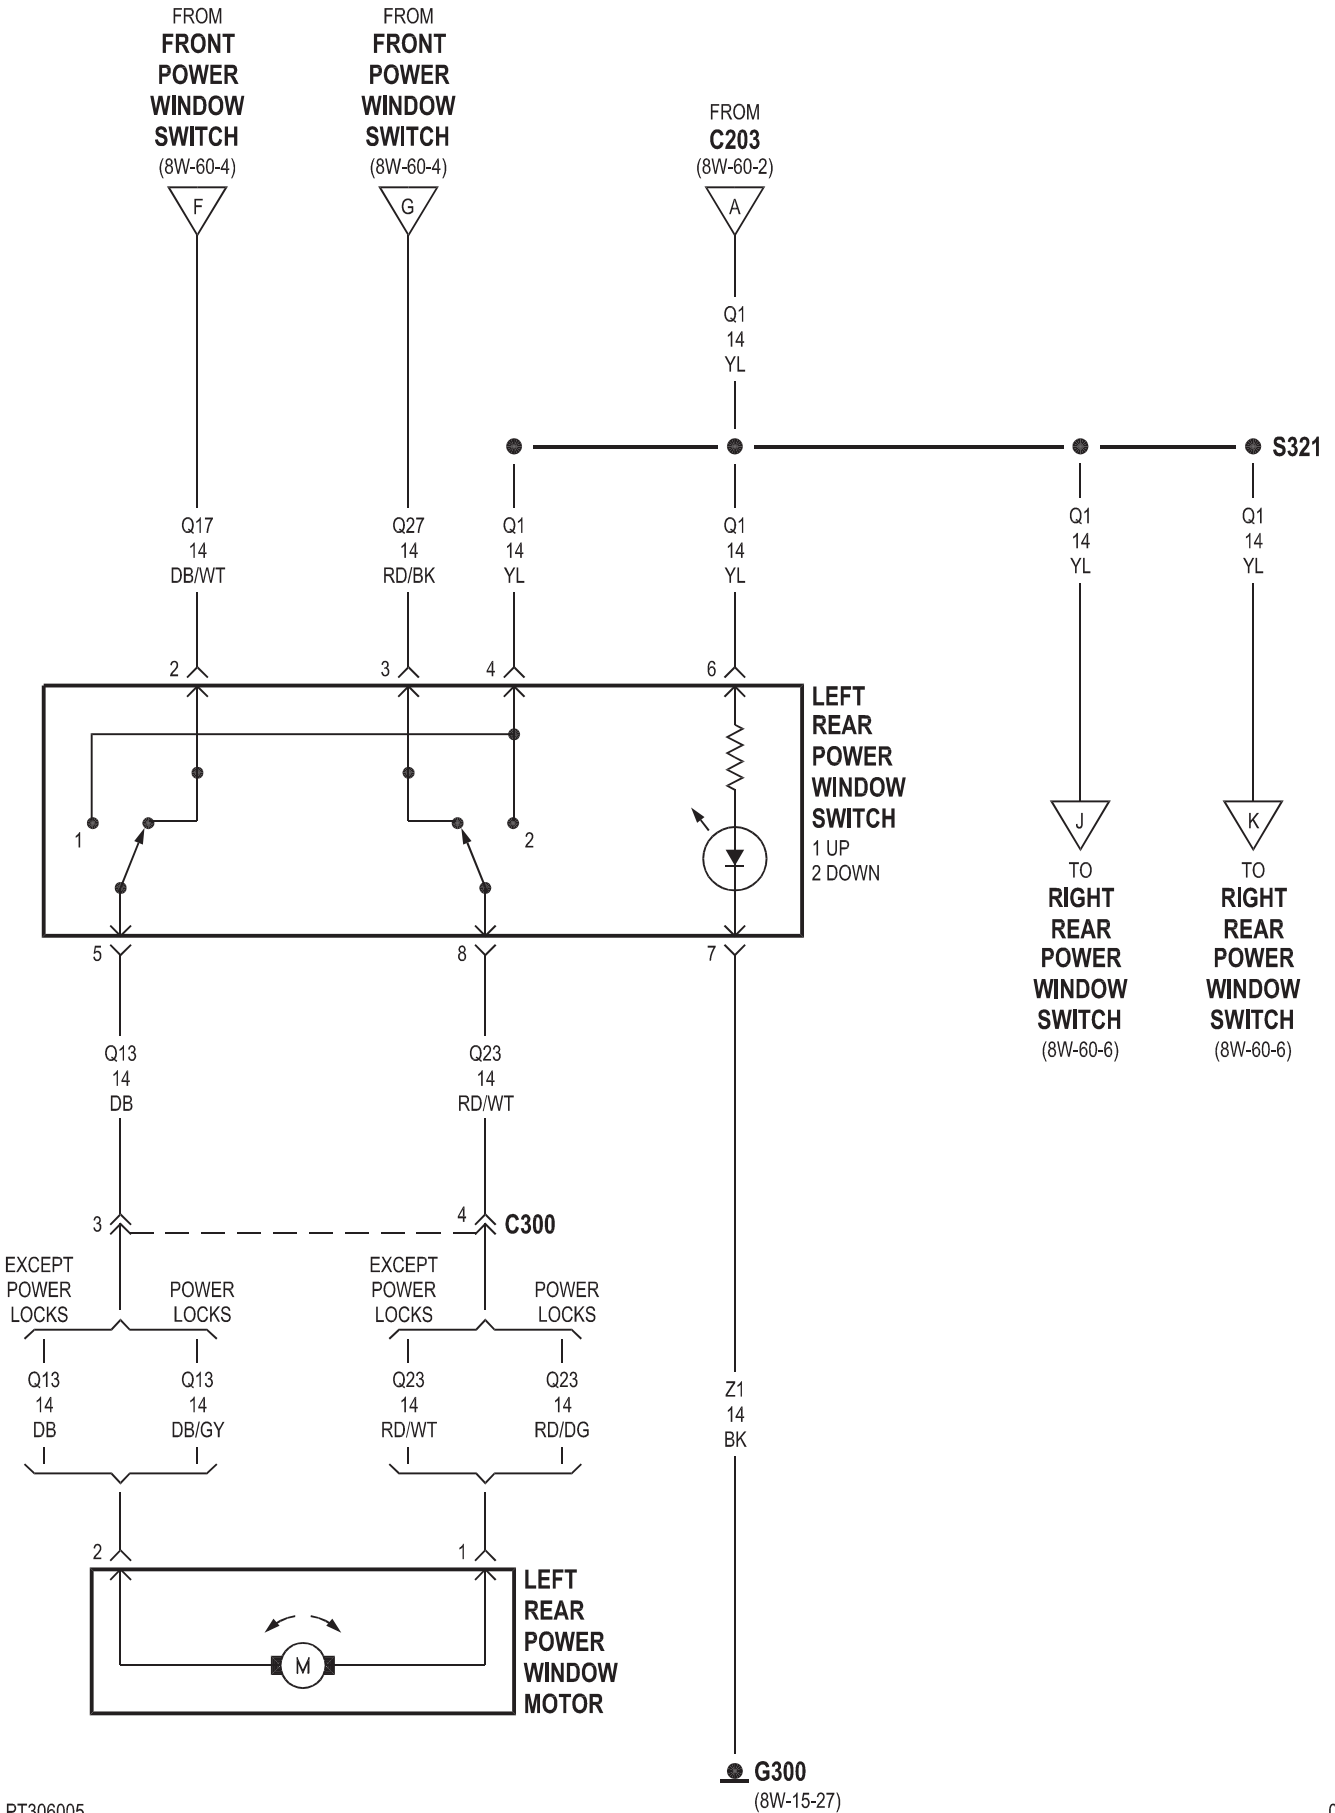 FROM
FRONT
POWER
WINDOW
SWITCH
(8W-60-4)
F
FROM
FRONT
POWER
WINDOW
SWITCH
(8W-60-4)
G
FROM
C203
(8W-60-2)
A
Q1
14
YL
S321
Q17
14
DB/WT
Q27
14
RD/BK
Q1
14
YL
Q1
14
YL
Q1
14
YL
Q1
14
YL
2
3
4
6
LEFT
REAR
POWER
WINDOW
SWITCH
1 UP
2 DOWN
1
2
J
TO
RIGHT
REAR
POWER
WINDOW
SWITCH
(8W-60-6)
K
TO
RIGHT
REAR
POWER
WINDOW
SWITCH
(8W-60-6)
5
8
7
Q13
14
DB
Q23
14
RD/WT
3
4
C300
EXCEPT
POWER
LOCKS
POWER
LOCKS
EXCEPT
POWER
LOCKS
POWER
LOCKS
Q13
14
DB
Q13
14
DB/GY
Q23
14
RD/WT
Q23
14
RD/DG
Z1
14
BK
2
1
LEFT
REAR
POWER
WINDOW
MOTOR
M
G300
(8W-15-27)
PT306005